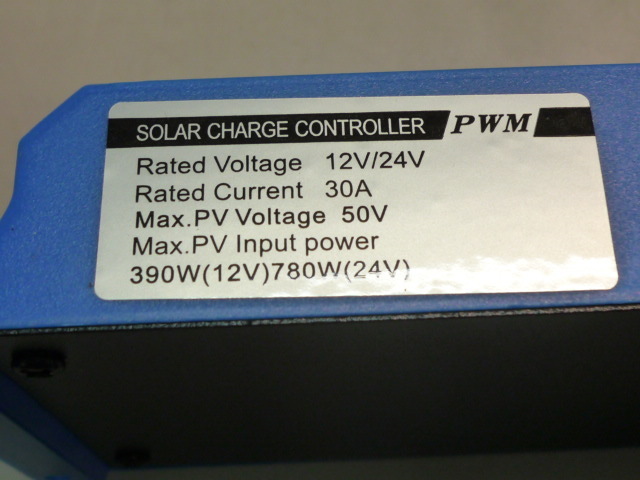 SOLAR CHARGE CONTROLLER PWM
Rated Voltage 12V/24V
Rated Current 30A
Max.PV Voltage 50V
Max.PV Input power
390W(12V)780W(24V)